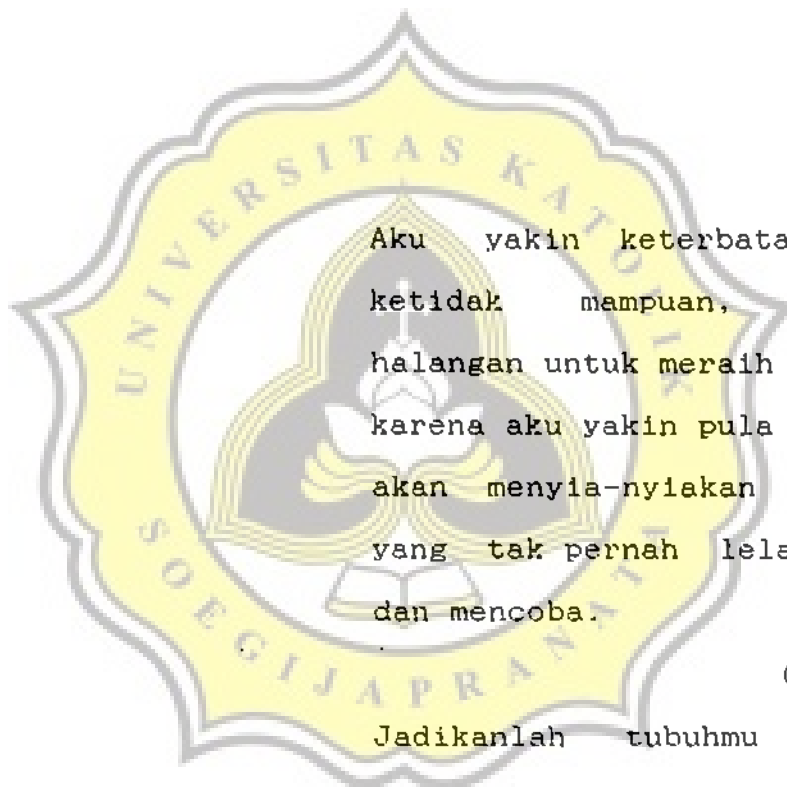 UNIVERSITAS KATOLIK
SOEGIJAPRANATA
Aku yakin keterbata
ketidak mampuan,
halangan untuk meraih
karena aku yakin pula
akan menyia-nyiakan
yang tak pernah lela
dan mencoba.
(
Jadikanlah tubuhmu